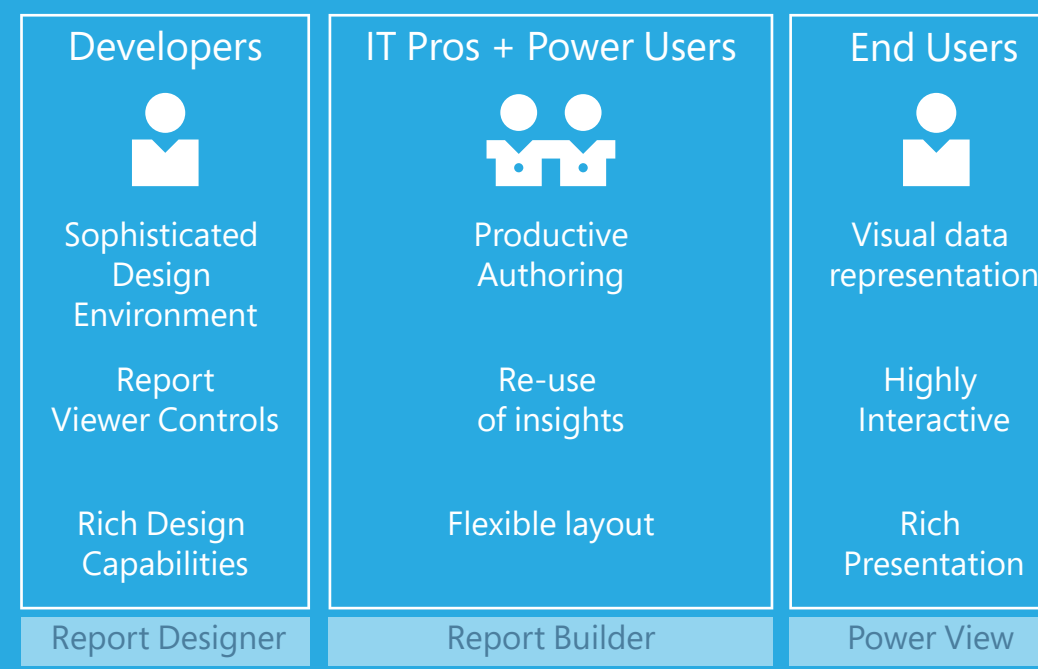 Developers
Sophisticated
Design
Environment
Report
Viewer Controls
Rich Design
Capabilities
Report Designer
IT Pros + Power Users
Productive
Authoring
Re-use
of insights
Flexible layout
Report Builder
End Users
Visual data
representation
Highly
Interactive
Rich
Presentation
Power View